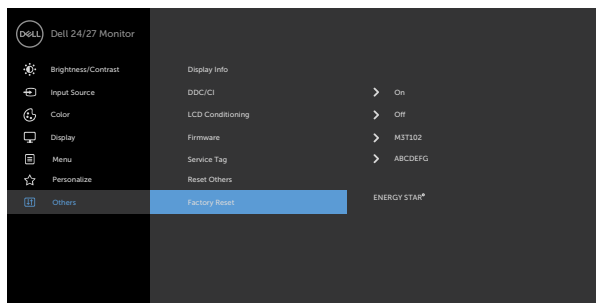 DELL Dell 24/27 Monitor
Brightness/Contrast Display Info
Input Source DDC/CI On
Color LCD Conditioning Off
Display Firmware M3T102
Menu Service Tag ABCDEFG
Personalize Reset Others
Others Factory Reset ENERGY STAR®